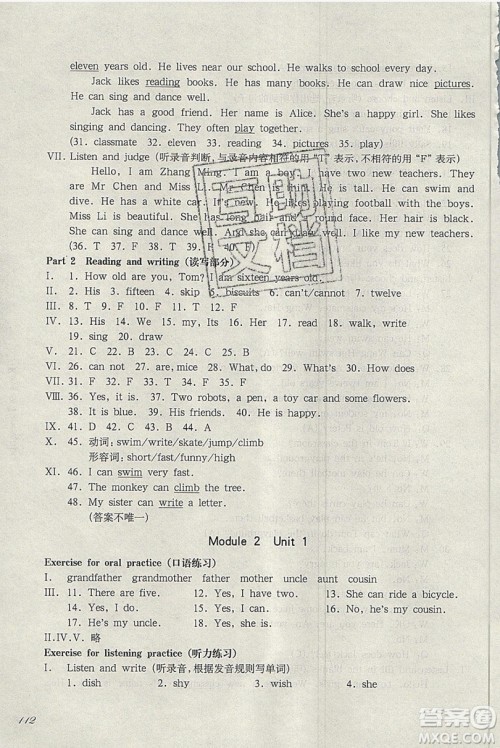 eleven years old. He lives near our school. He walks to school every day.
Jack likes reading books. He has many books. He can draw nice pictures.
He can sing and dance well.
Jack has a good friend. Her name is Alice. She's a happy girl. She likes
singing and dancing. They often play together.
(31. classmate 32. eleven 33. reading 34. pictures 35. play)
VII. Listen and judge (听录音判断,与录音内容相符的用"T"表示,不相符的用"F"表示)
Hello, I am Zhang Ming. I have two new teachers. They
are Mr Chen and Miss Li. Mr Chen is He can swim and
dive. He has short hair. He likes playing football with the boys.
Miss Li is beautiful. She has big eyes. Her hair is black.
She can sing and dance. I like my new teachers.
(36. T 37. F 38. F 39. F 40. F)
Part 2 Reading and writing (读写部分)
I. 1. How old are you, Tom? I am sixteen years old.
II. 2. his 3. fifteen 4. skip 5. biscuits 6. can/cannot 7. twelve
III. 8. T 9. F 10. F 11. T 12. T
IV. 13. His 14. We 15. my, its, Her 16. Her 17. read 18. walk, write
19. sing 20. draw
V. 21. C 22. B 23. D 24. A 25. B
VI. 26. can't not 27. are, mice 28. What, Its 29. What 30. How does
VII. 31. F 32. F 33. T 34. T 35. F
VIII. 36. Yes, it is. 37. Two robots, a pen, a toy car and some flowers.
38. It is blue. 39. His friends. 40. He is happy.
IX. 41. D 42. A 43. C 44. B
X. 45. 动词: swim/write/skate/jump/climb
形容词: short/fast/funny/high
XI. 46. I can swim very fast.
47. The monkey can climb the tree.
48. My sister can write a letter.
(答案不唯一)
Module 2 Unit 1
Exercise for oral practice (口语练习)
I. grandfather grandmother father mother uncle aunt cousin
III. 11. There are five. 12. Yes, I have two. 13. She can ride a bicycle.
14. Yes, I do. 15. Yes, he can. 16. She is my cousin.
17. He's my uncle. 18. Yes, he is.
II.IV.V. 略
Exercise for listening practice (听力练习)
I. Listen and write (听录音,根据发音规则写单词)
1. dish 2. shy 3. wish 4. she
112
作业帮助文档
答案圈
MXQE.COM